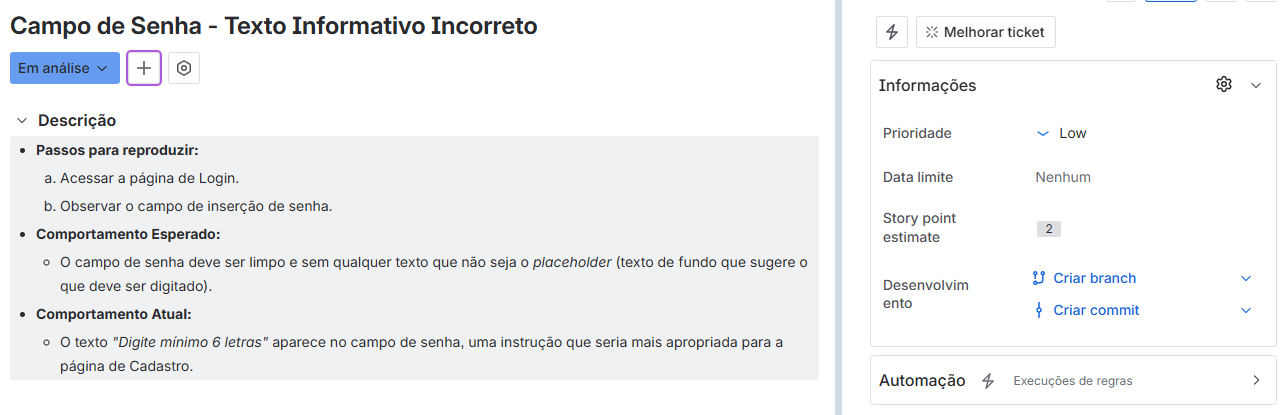 Campo de Senha - Texto Informativo Incorreto
Em análise
Descrição
• Passos para reproduzir:
a. Acessar a página de Login.
b. Observar o campo de inserção de senha.
• Comportamento Esperado:
◦ O campo de senha deve ser limpo e sem qualquer texto que não seja o placeholder (texto de fundo que sugere o
que deve ser digitado).
• Comportamento Atual:
◦ O texto "Digite mínimo 6 letras" aparece no campo de senha, uma instrução que seria mais apropriada para a
página de Cadastro.
Melhorar ticket
Informações
Prioridade Low
Data limite Nenhum
Story point
estimate 2
Desenvolvim
ento
Criar branch
Criar commit
Automação Execuções de regras